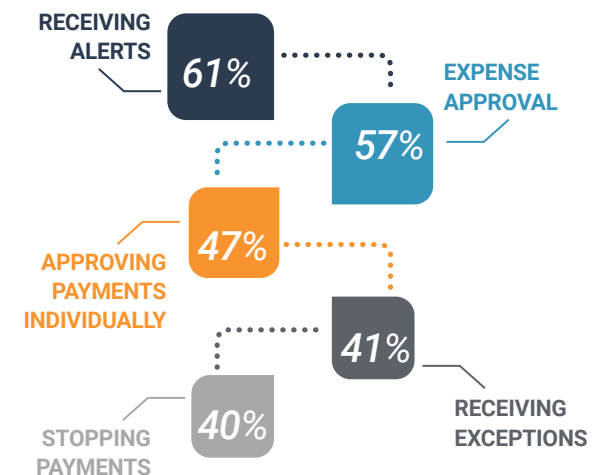 RECEIVING
ALERTS
61%
EXPENSE
APPROVAL
57%
47%
APPROVING
PAYMENTS
INDIVIDUALLY
41%
RECEIVING
EXCEPTIONS
40%
STOPPING
PAYMENTS